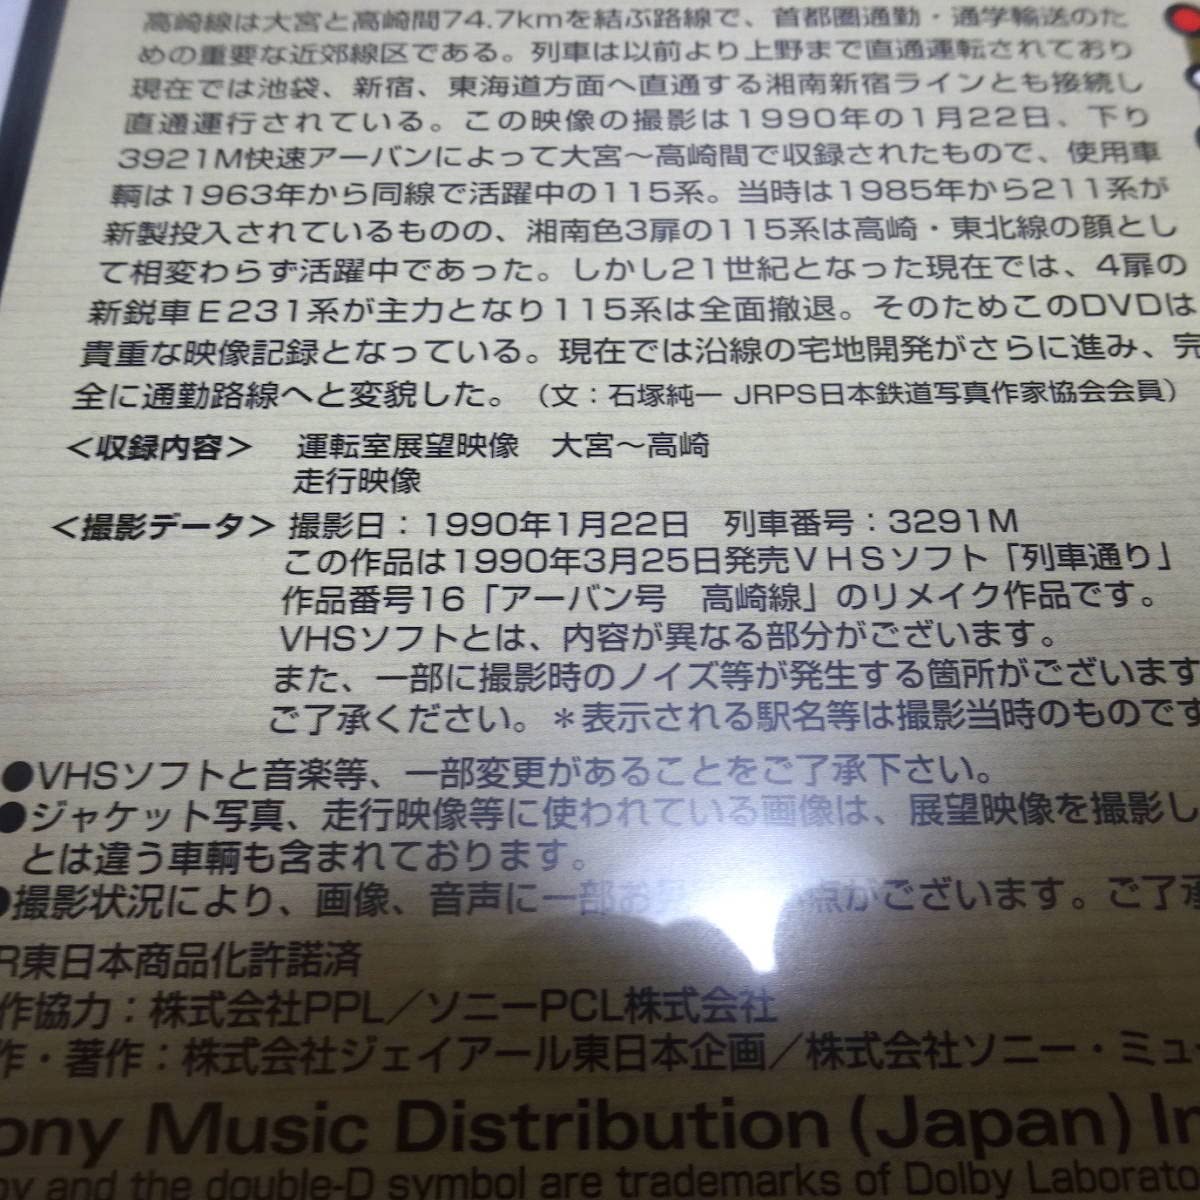 高崎線は大宮と高崎間74.7kmを結ぶ路線で、首都圏通勤・通学輸送のた
めの重要な近郊線区である。列車は以前より上野まで直通運転されており
現在では池袋、新宿、東海道方面へ直通する湘南新宿ラインとも接続し
直通運行されている。この映像の撮影は1990年の1月22日、下り
3921M快速アーバンによって大宮〜高崎間で収録されたもので、使用車
輌は1963年から同線で活躍中の115系。当時は1985年から211系が
新製投入されているものの、湘南色3扉の115系は高崎・東北線の顔とし
て相変わらず活躍中であった。しかし21世紀となった現在では、4扉の
新鋭車E231系が主力となり115系は全面撤退。そのためこのDVDは
貴重な映像記録となっている。現在では沿線の宅地開発がさらに進み、完
全に通勤路線へと変貌した。（文：石塚純一 JRPS日本鉄道写真作家協会会員）
＜収録内容＞ 運転室展望映像 大宮〜高崎
走行映像
＜撮影データ＞ 撮影日：1990年1月22日 列車番号：3291M
この作品は1990年3月25日発売VHSソフト「列車通り」
作品番号16「アーバン号 高崎線」のリメイク作品です。
VHSソフトとは、内容が異なる部分がございます。
また、一部に撮影時のノイズ等が発生する箇所がございます
ご了承ください。＊表示される駅名等は撮影当時のものです
●VHSソフトと音楽等、一部変更があることをご了承下さい。
●ジャケット写真、走行映像等に使われている画像は、展望映像を撮影し
とは違う車輌も含まれております。
●撮影状況により、画像、音声に一部お 点がございます。ご了承
R東日本商品化許諾済
作協力：株式会社PPL／ソニーPCL株式会社
作・著作：株式会社ジェイアール東日本企画／株式会社ソニー・ミュー
ony Music Distribution (Japan) In
by and the double-D symbol are trademarks of Dolby Laborato